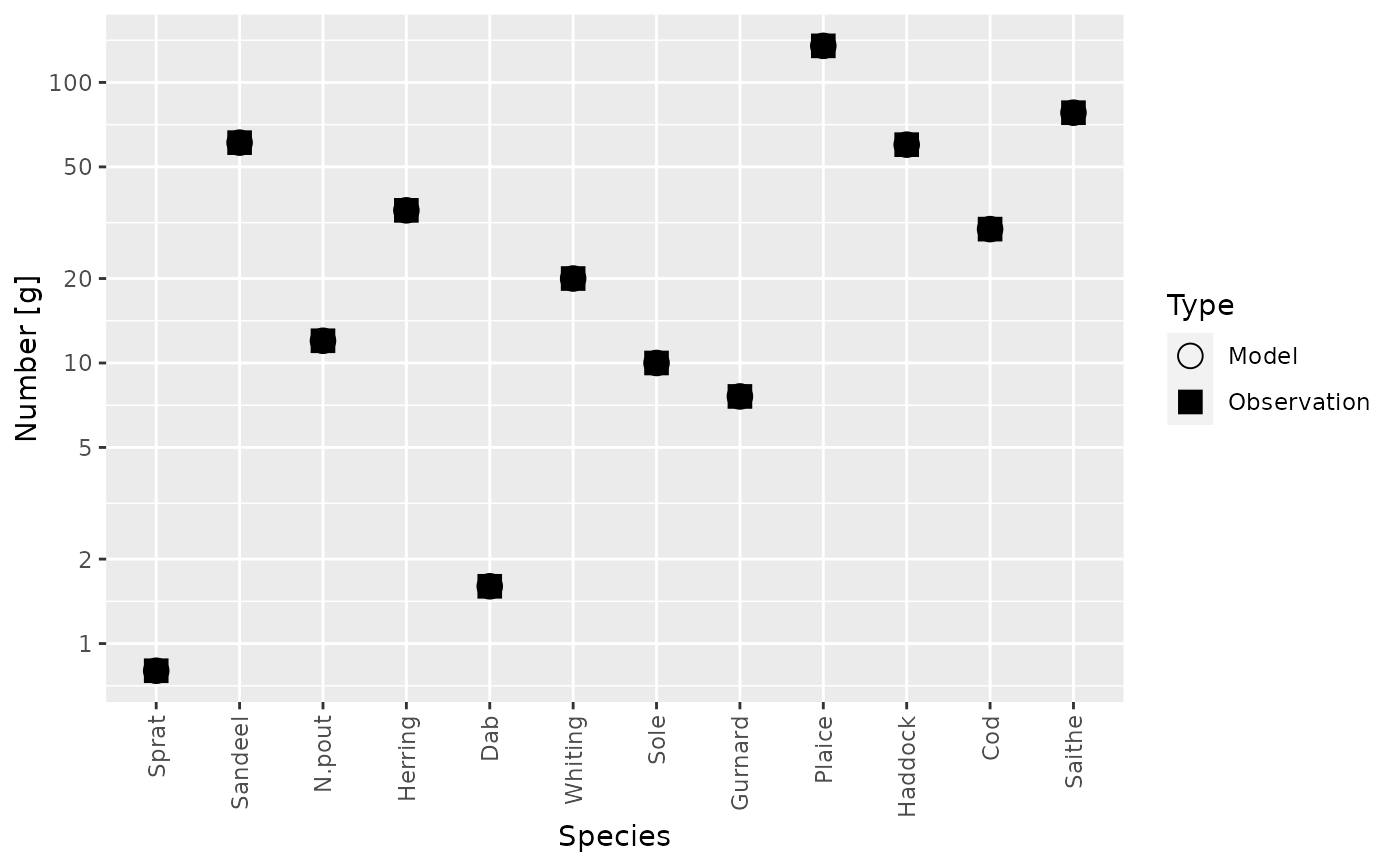 Number [g]
100
50
20
10
5
2
1
Sprat
Sandeel
N.pout
Herring
Dab
Whiting
Sole
Gurnard
Plaice
Haddock
Cod
Saithe
Species
Type
Model
Observation